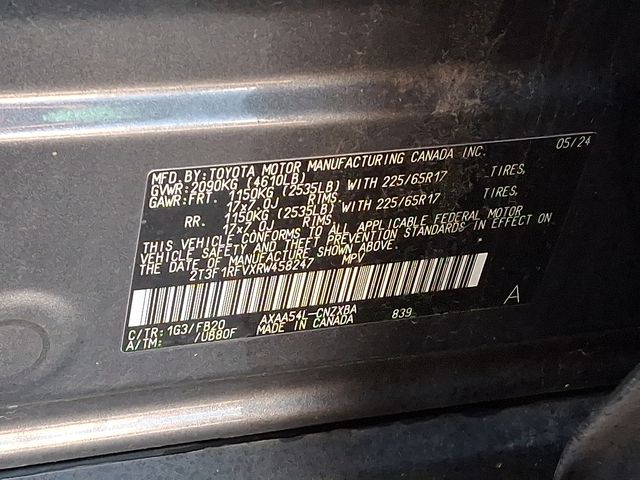 MFD. BY: TOYOTA MOTOR MANUFACTURING CANADA INC. 05/24
GVWR: 2090KG (4610LB)
GAWR: FRT. 1150KG (2535LB) WITH 225/65R17 TIRES,
17x7.0J RIMS,
RR. 1150KG (2535LB) WITH 225/65R17 TIRES,
17x7.0J RIMS,
THIS VEHICLE CONFORMS TO ALL APPLICABLE FEDERAL MOTOR
VEHICLE SAFETY AND THEFT PREVENTION STANDARDS IN EFFECT ON
THE DATE OF MANUFACTURE SHOWN ABOVE.
2T3F1RFVXRW458247 MPV
C/TR: 1G3/FB20 AXAA54L-CNZXBA 839 A
A/TM: /UB80F MADE IN CANADA